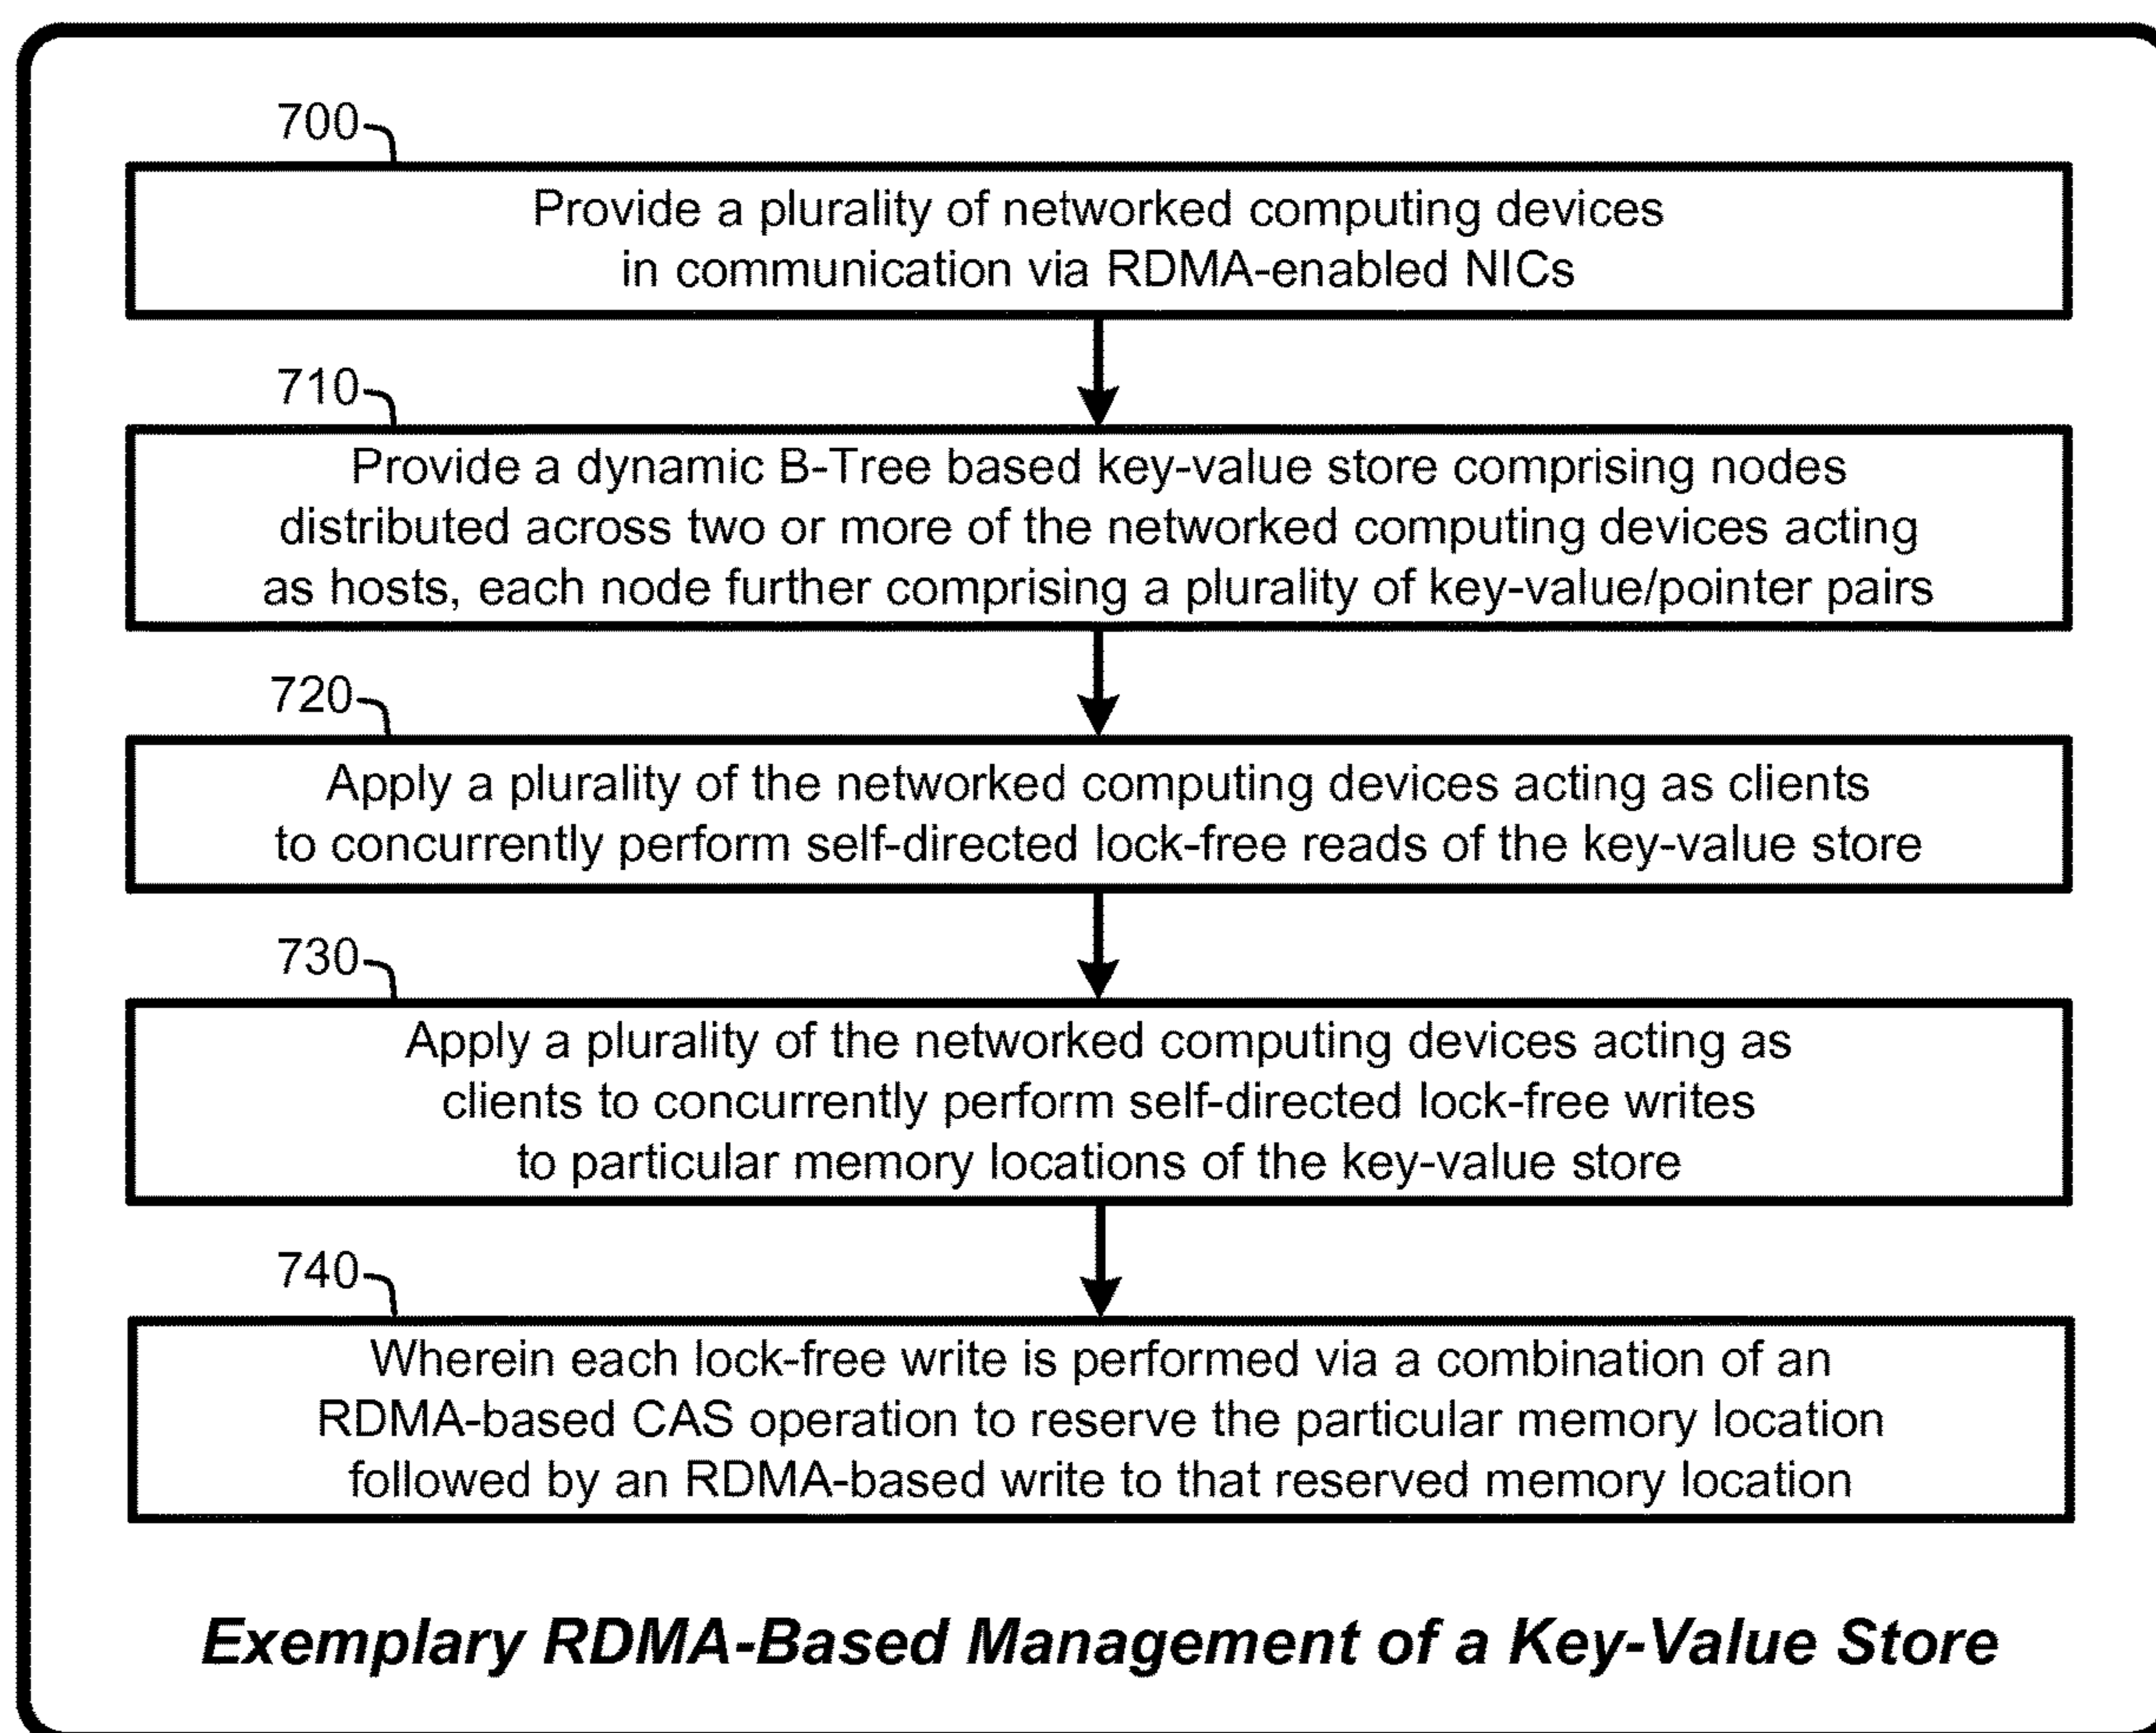 700
Provide a plurality of networked computing devices
in communication via RDMA-enabled NICs
710
Provide a dynamic B-Tree based key-value store comprising nodes
distributed across two or more of the networked computing devices acting
as hosts, each node further comprising a plurality of key-value/pointer pairs
720
Apply a plurality of the networked computing devices acting as clients
to concurrently perform self-directed lock-free reads of the key-value store
730
Apply a plurality of the networked computing devices acting as
clients to concurrently perform self-directed lock-free writes
to particular memory locations of the key-value store
740
Wherein each lock-free write is performed via a combination of an
RDMA-based CAS operation to reserve the particular memory location
followed by an RDMA-based write to that reserved memory location
Exemplary RDMA-Based Management of a Key-Value Store